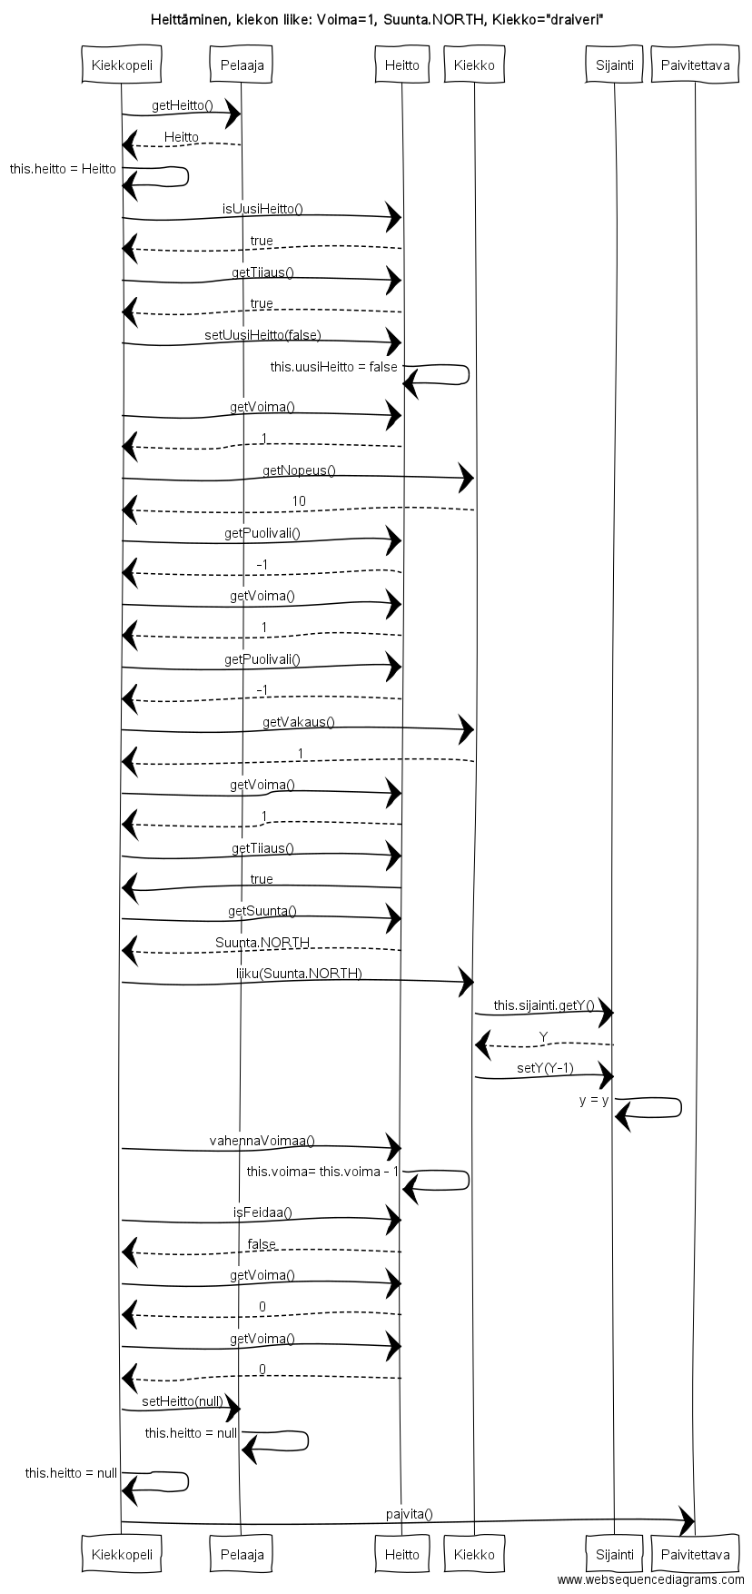 Heittäminen, kiekon liike: Voima=1, Suunta.NORTH, Kiekko="draiveri"
Kiekkopeli Pelaaja Heitto Kiekko Sijainti Paivitettava
getHeitto()
Heitto
this.heitto = Heitto
isUusiHeitto()
true
getTiiaus()
true
setUusiHeitto(false)
this.uusiHeitto = false
getVoima()
1
getNopeus()
10
getPuolivali()
-1
getVoima()
1
getPuolivali()
-1
getVakaus()
1
getVoima()
1
getTiiaus()
true
getSuunta()
Suunta.NORTH
liiku(Suunta.NORTH)
this.sijainti.getY()
Y
setY(Y-1)
y = y
vahennaVoimaa()
this.voima= this.voima - 1
isFeidaa()
false
getVoima()
0
getVoima()
0
setHeitto(null)
this.heitto = null
this.heitto = null
paivita()
Kiekkopeli Pelaaja Heitto Kiekko Sijainti Paivitettava
www.websequencediagrams.com